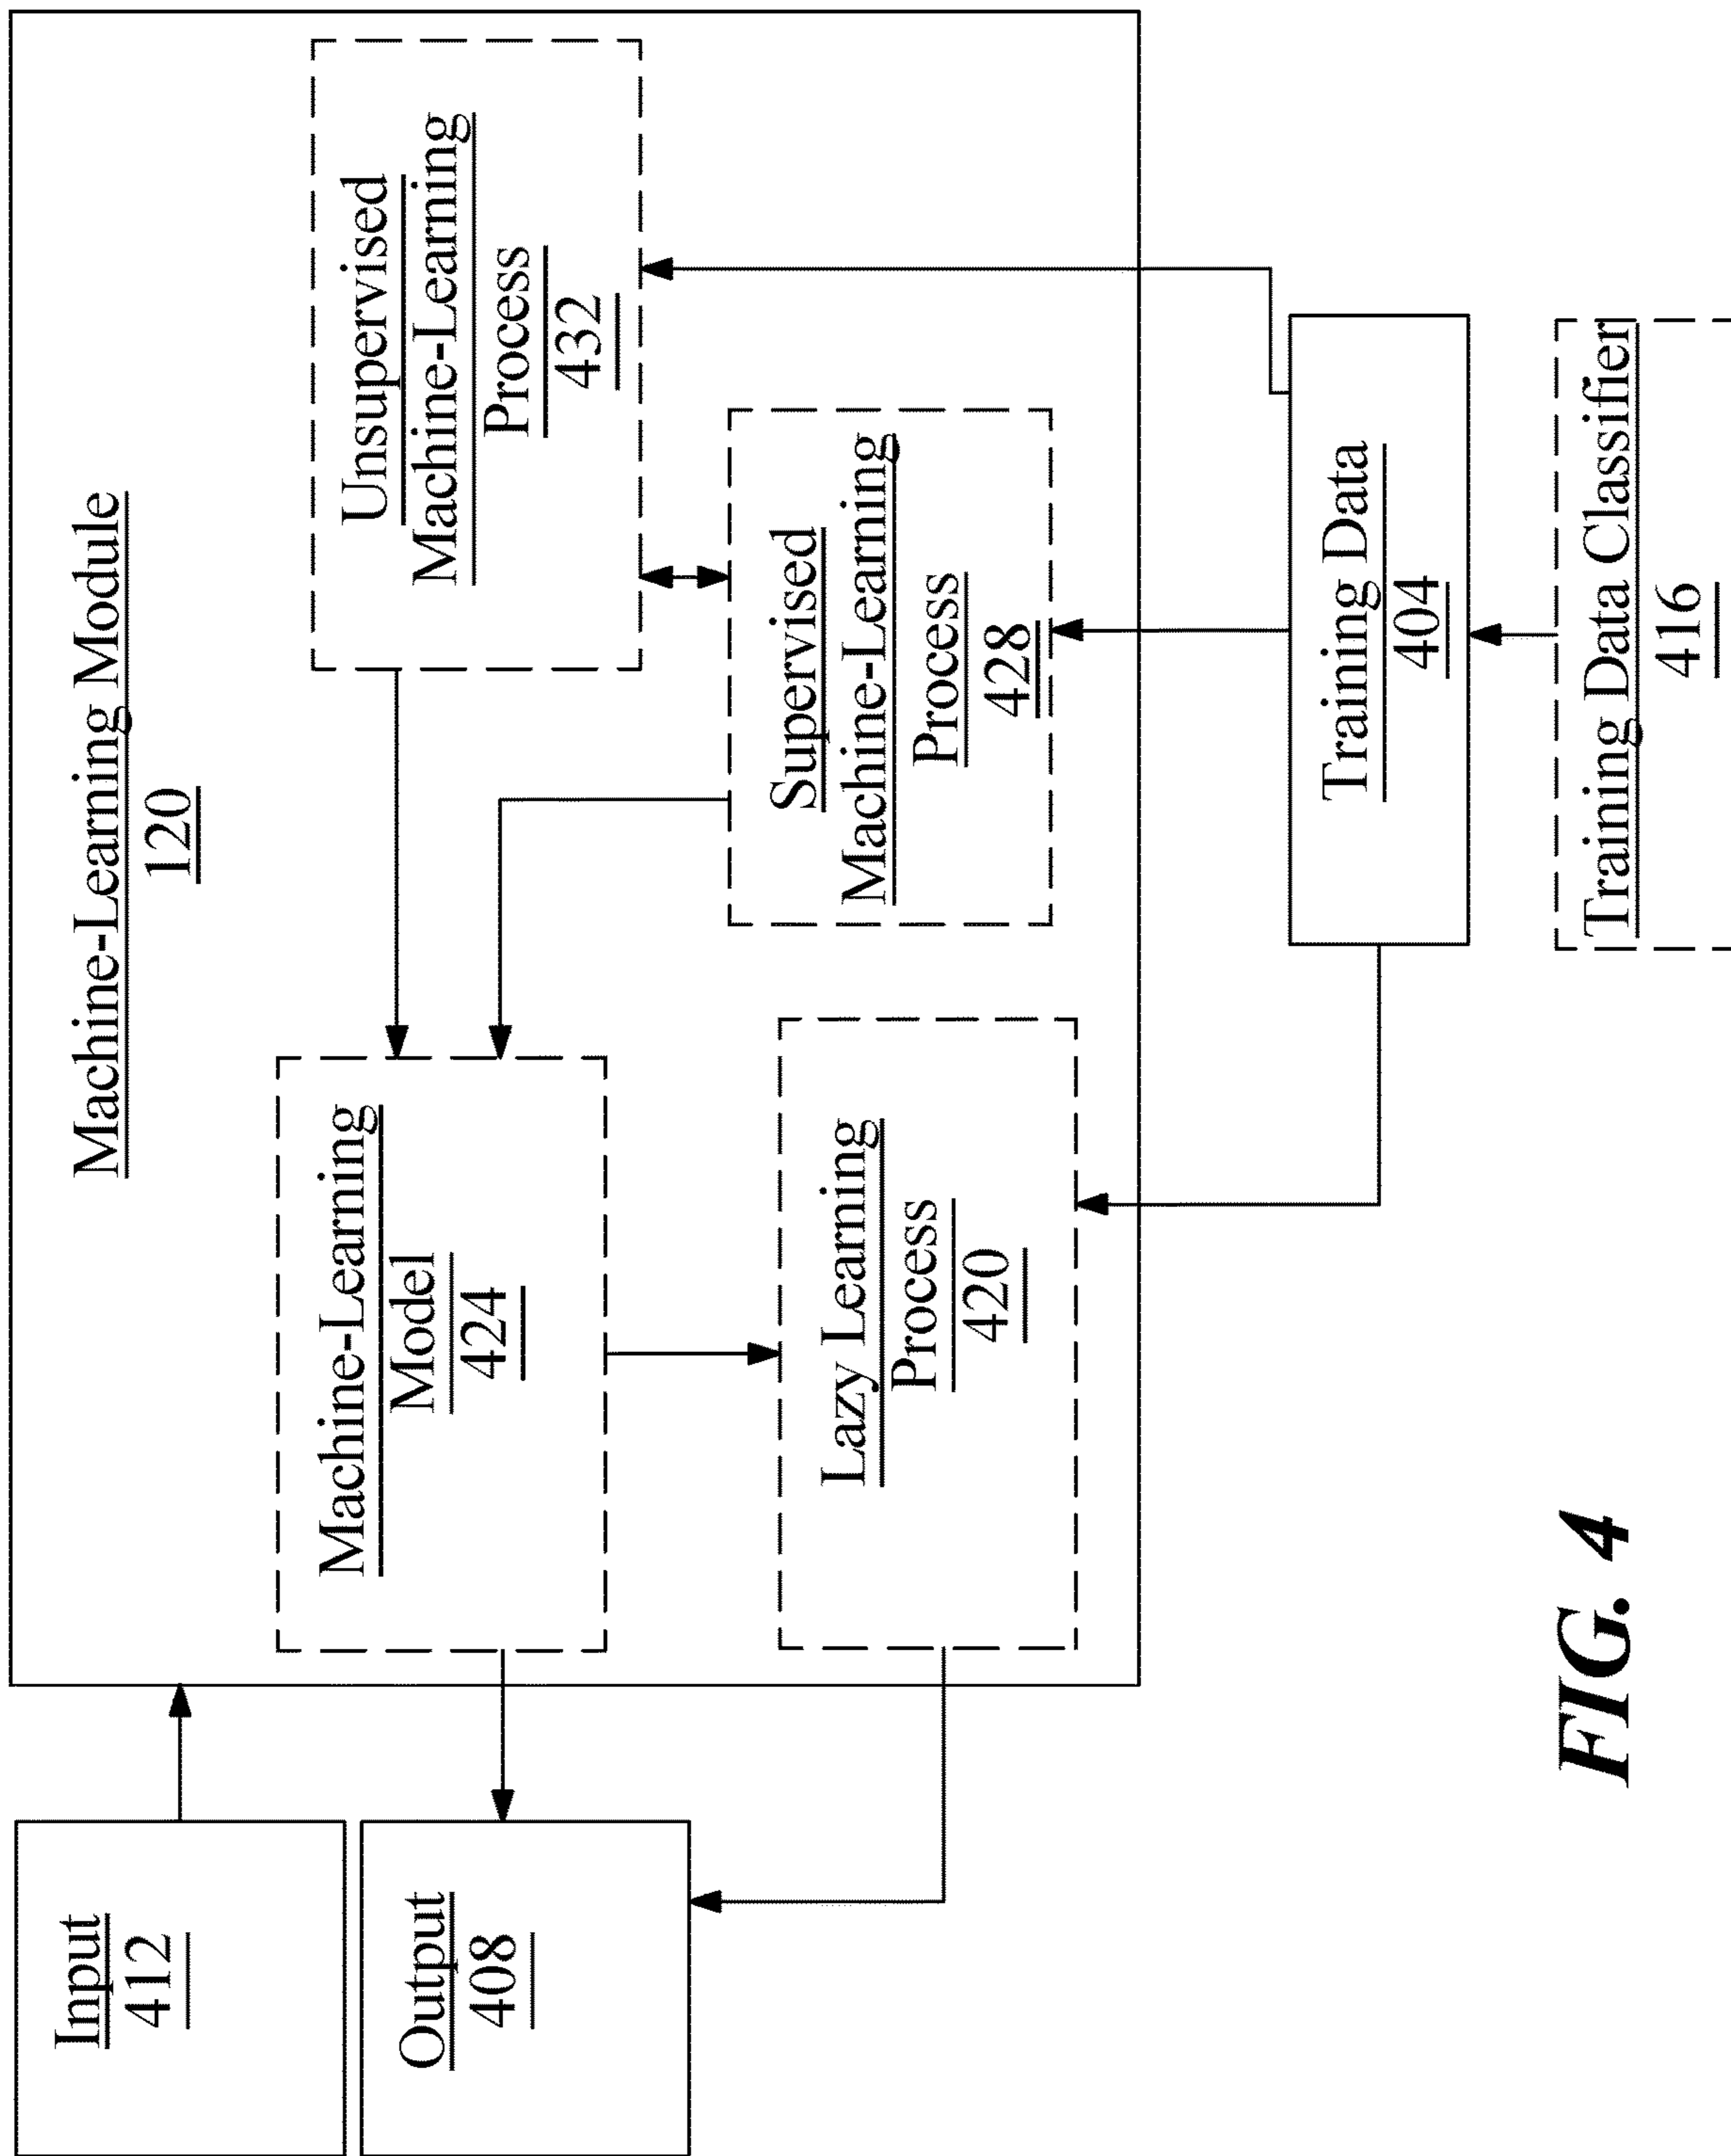 Machine-Learning Module
120
Input
412
Output
408
Machine-Learning
Model
424
Unsupervised
Machine-Learning
Process
432
Supervised
Machine-Learning
Process
428
Lazy Learning
Process
420
Training Data
404
Training Data Classifier
416
FIG. 4